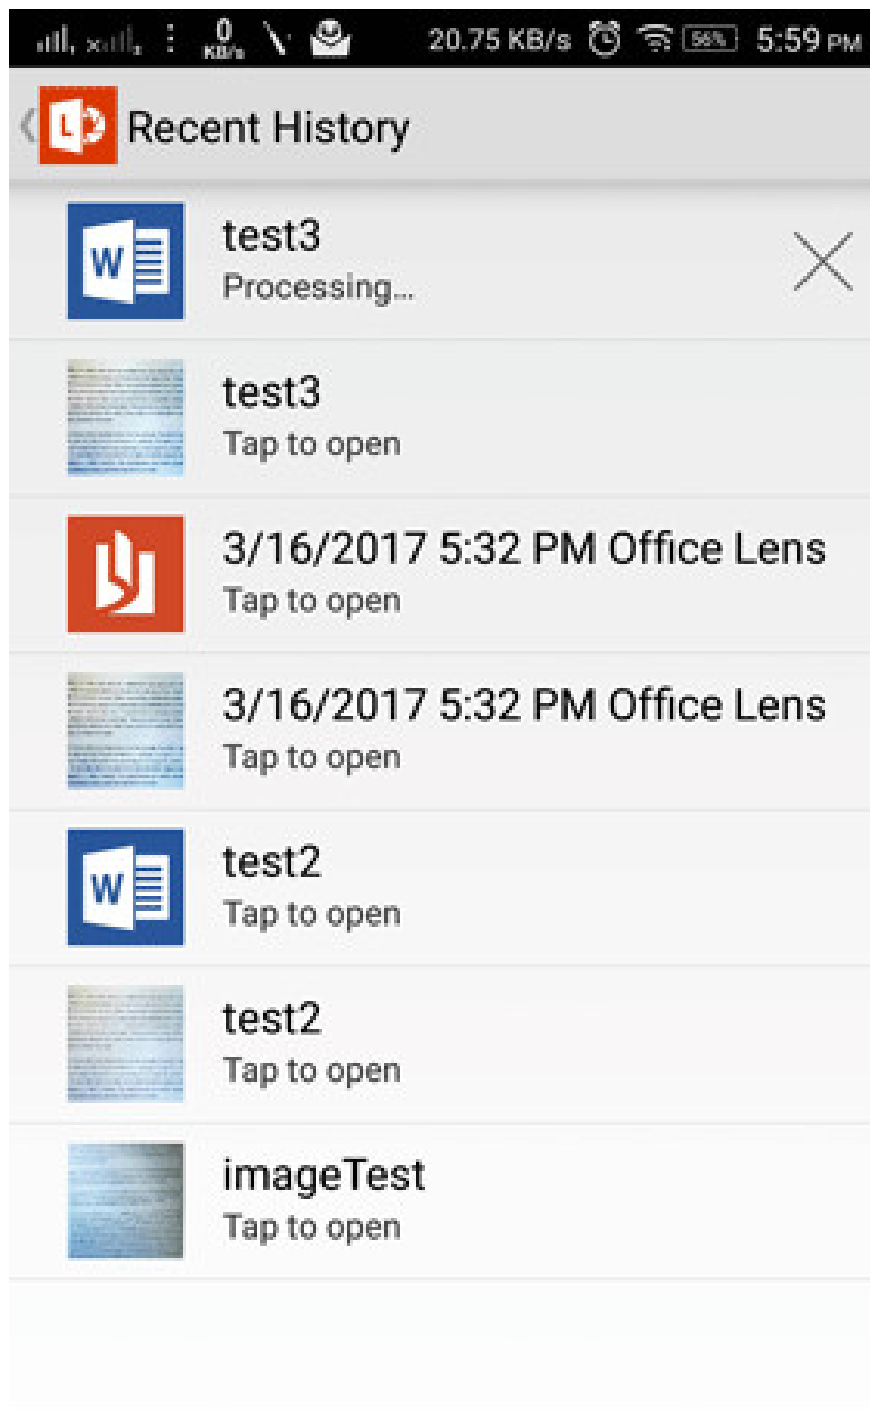 0 KB/s 20.75 KB/s 56% 5:59 PM
L Recent History
W test3
Processing...
test3
Tap to open
3/16/2017 5:32 PM Office Lens
Tap to open
3/16/2017 5:32 PM Office Lens
Tap to open
W test2
Tap to open
test2
Tap to open
imageTest
Tap to open